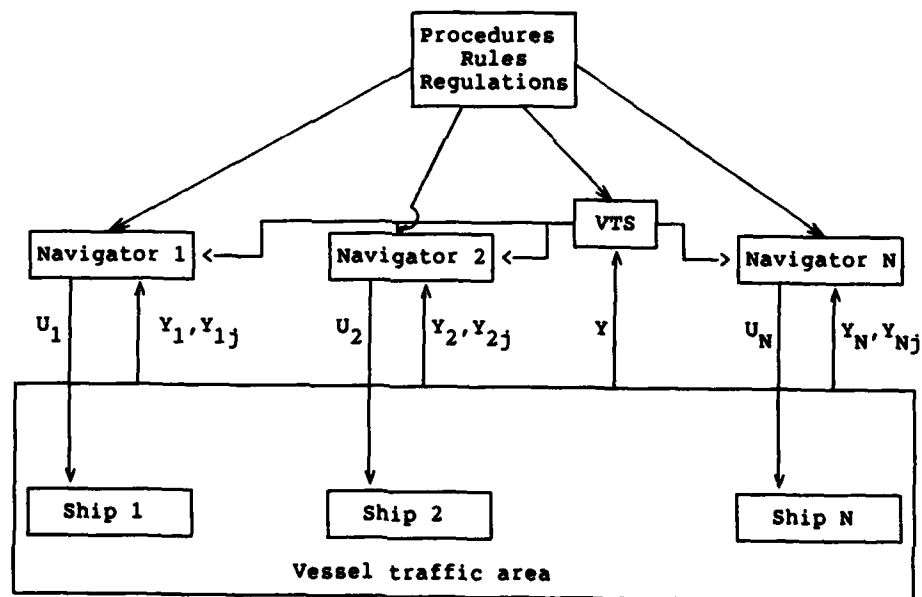 Procedures
Rules
Regulations
VTS
Navigator 1
Navigator 2
Navigator N
U1
Y1,Y1j
U2
Y2,Y2j
Y
UN
YN,YNj
Ship 1
Ship 2
Ship N
Vessel traffic area